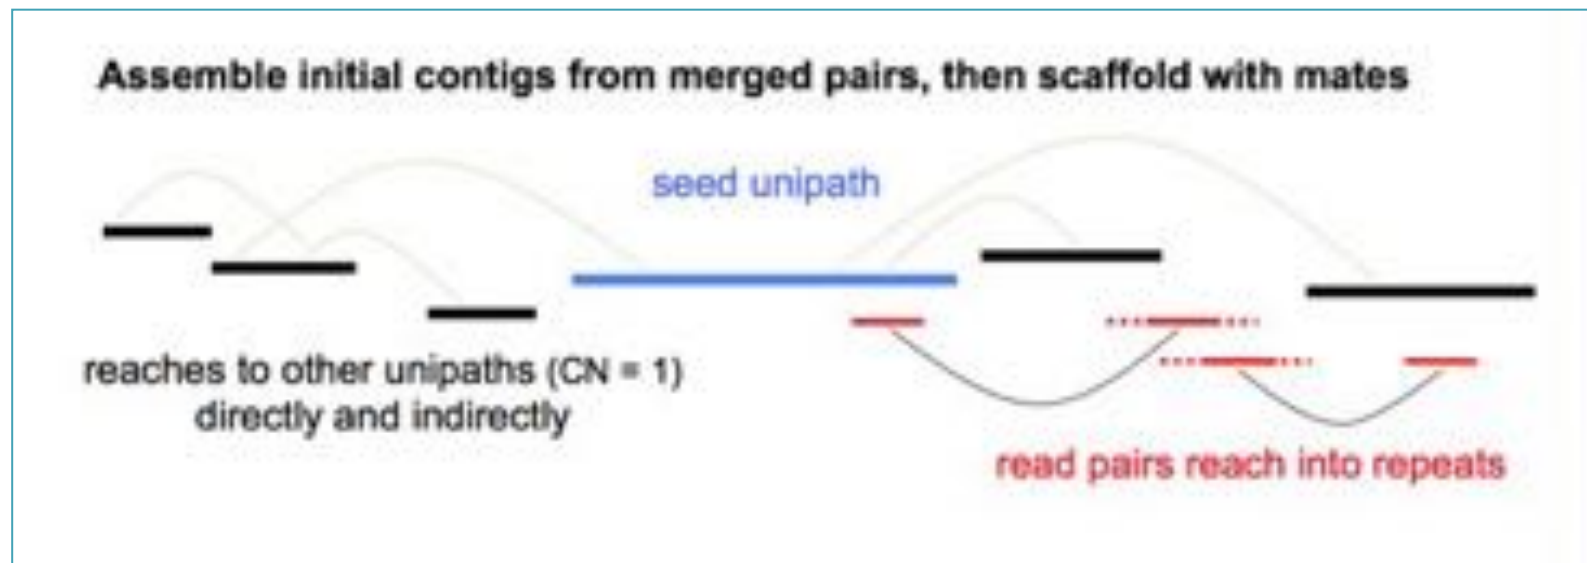 Assemble initial contigs from merged pairs, then scaffold with mates
seed unipath
reaches to other unipaths (CN = 1)
directly and indirectly
read pairs reach into repeats